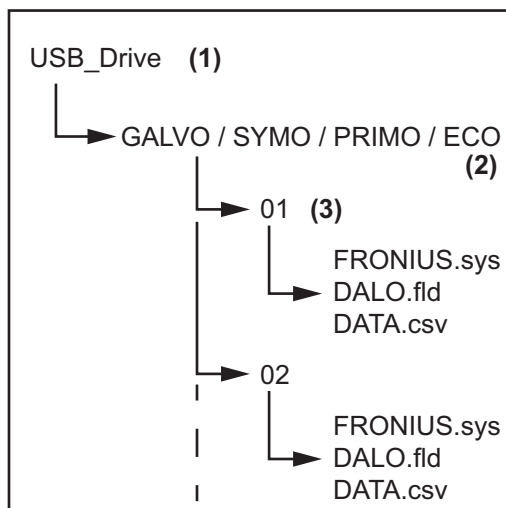 USB_Drive (1)
GALVO / SYMO / PRIMO / ECO
(2)
01 (3)
FRONIUS.sys
DALO.fld
DATA.csv
02
FRONIUS.sys
DALO.fld
DATA.csv